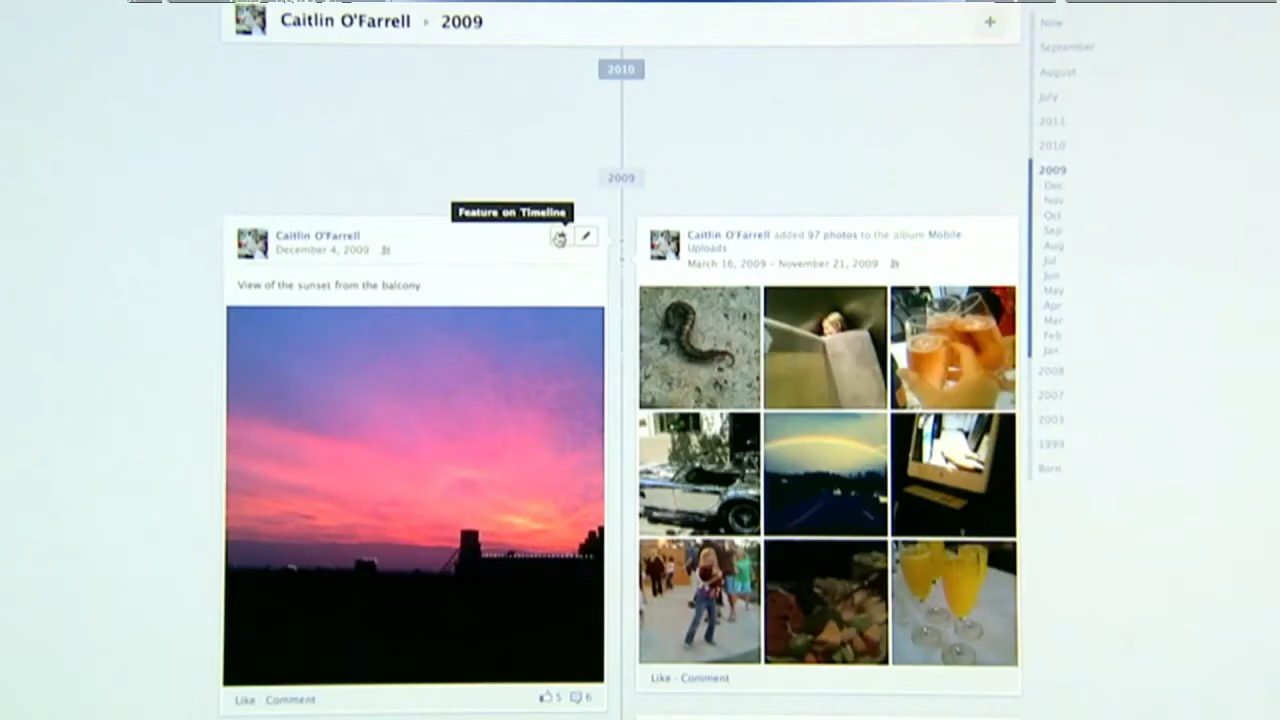 Caitlin O'Farrell ▸ 2009
2010
2009
Feature on Timeline
Caitlin O'Farrell
December 4, 2009
View of the sunset from the balcony
Like · Comment
5 6
Caitlin O'Farrell added 97 photos to the album Mobile
Uploads
March 16, 2009 – November 21, 2009
Like · Comment
Now
September
August
July
2011
2010
2009
Dec
Nov
Oct
Sep
Aug
Jul
Jun
May
Apr
Mar
Feb
Jan
2008
2007
2003
1999
Born